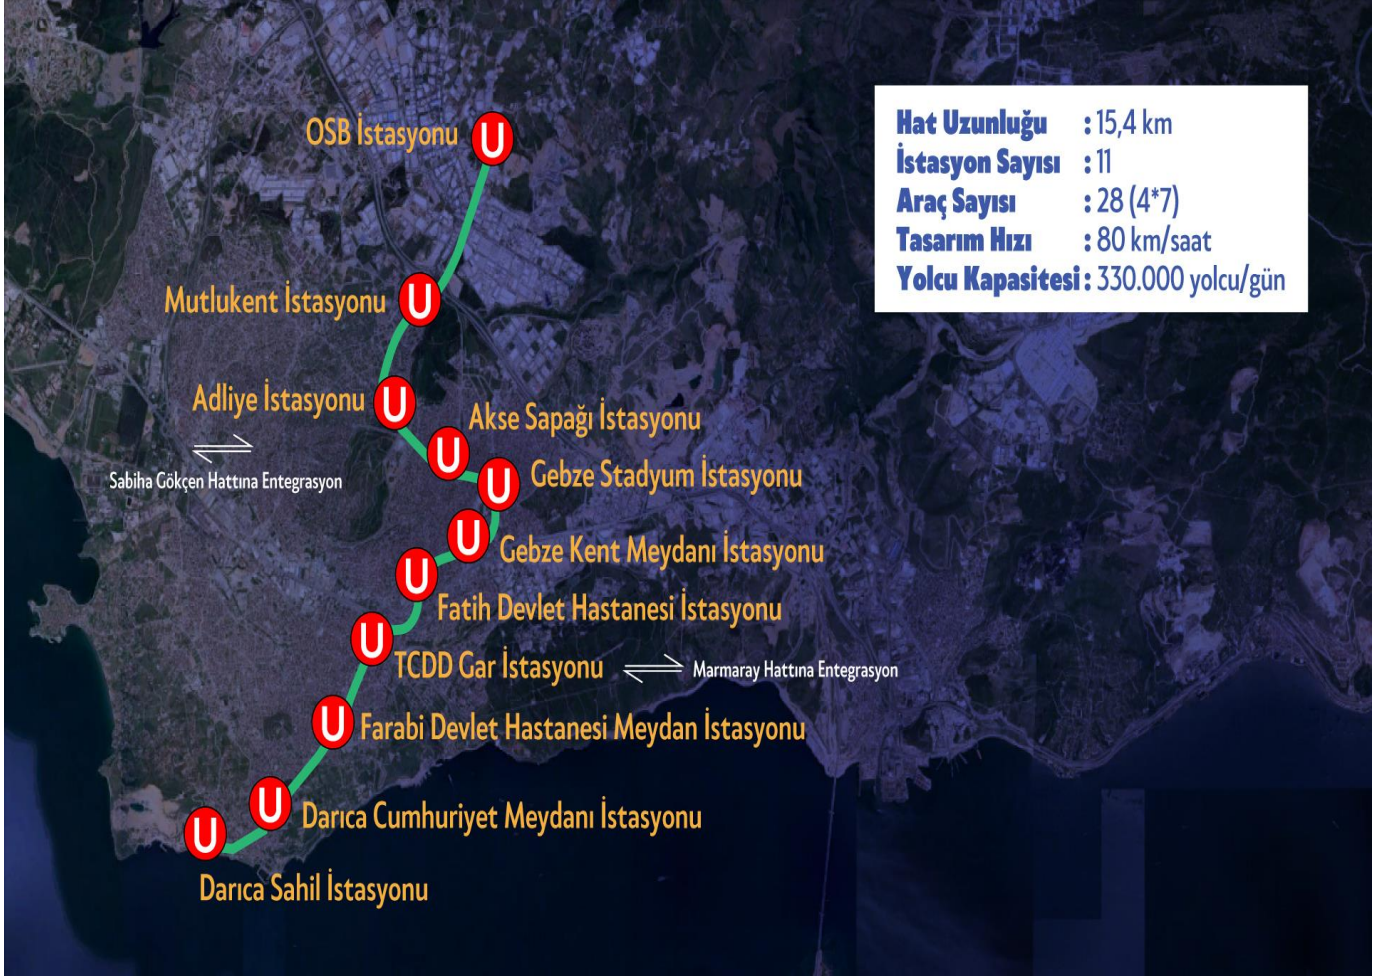 OSB İstasyonu
U
Hat Uzunluğu : 15,4 km
İstasyon Sayısı : 11
Araç Sayısı : 28 (4*7)
Tasarım Hızı : 80 km/saat
Yolcu Kapasitesi : 330.000 yolcu/gün
Mutlukent İstasyonu
U
Adliye İstasyonu
U
Akse Sapağı İstasyonu
U
Sabiha Gökçen Hattına Entegrasyon
Gebze Stadyum İstasyonu
U
Gebze Kent Meydanı İstasyonu
U
Fatih Devlet Hastanesi İstasyonu
U
TCDD Gar İstasyonu
U
Marmaray Hattına Entegrasyon
Farabi Devlet Hastanesi Meydan İstasyonu
U
Darıca Cumhuriyet Meydanı İstasyonu
U
Darıca Sahil İstasyonu
U